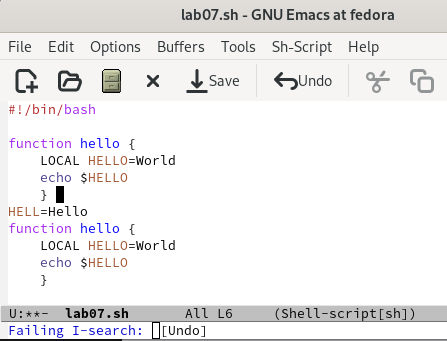 lab07.sh - GNU Emacs at fedora
File Edit Options Buffers Tools Sh-Script Help
Save Undo
#!/bin/bash
function hello {
    LOCAL HELLO=World
    echo $HELLO
    }
HELL=Hello
function hello {
    LOCAL HELLO=World
    echo $HELLO
    }
U:**-  lab07.sh       All L6     (Shell-script[sh])
Failing I-search: [Undo]